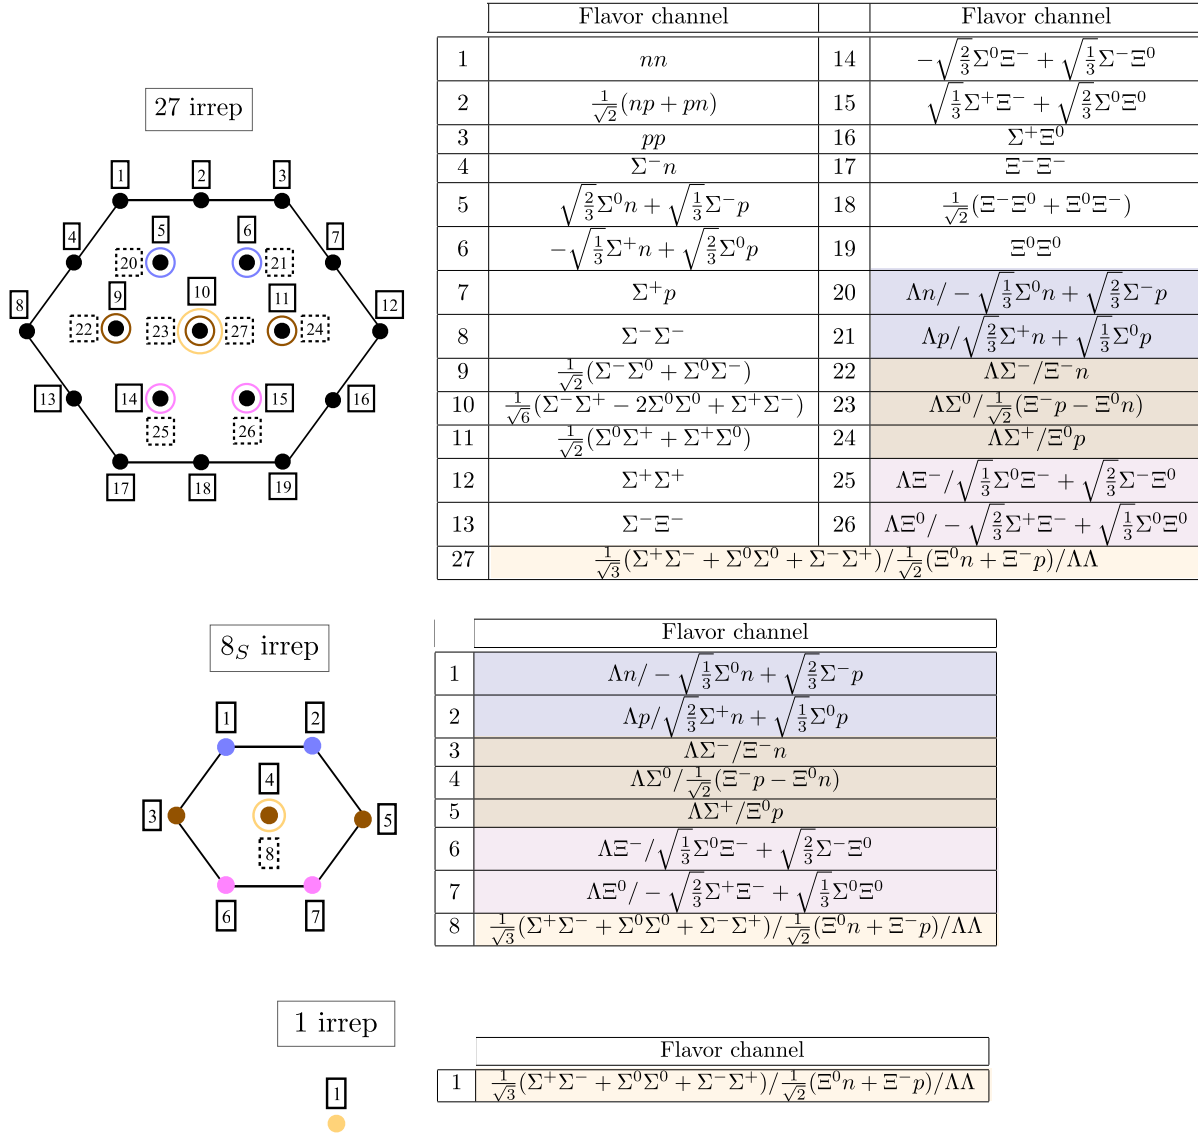 Flavor channel Flavor channel
1 nn 14 −√(2/3)Σ⁰Ξ⁻ + √(1/3)Σ⁻Ξ⁰
2 1/√2(np + pn) 15 √(1/3)Σ⁺Ξ⁻ + √(2/3)Σ⁰Ξ⁰
3 pp 16 Σ⁺Ξ⁰
4 Σ⁻n 17 Ξ⁻Ξ⁻
5 √(2/3)Σ⁰n + √(1/3)Σ⁻p 18 1/√2(Ξ⁻Ξ⁰ + Ξ⁰Ξ⁻)
6 −√(1/3)Σ⁺n + √(2/3)Σ⁰p 19 Ξ⁰Ξ⁰
7 Σ⁺p 20 Λn/ − √(1/3)Σ⁰n + √(2/3)Σ⁻p
8 Σ⁻Σ⁻ 21 Λp/√(2/3)Σ⁺n + √(1/3)Σ⁰p
9 1/√2(Σ⁻Σ⁰ + Σ⁰Σ⁻) 22 ΛΣ⁻/Ξ⁻n
10 1/√6(Σ⁻Σ⁺ − 2Σ⁰Σ⁰ + Σ⁺Σ⁻) 23 ΛΣ⁰/1/√2(Ξ⁻p − Ξ⁰n)
11 1/√2(Σ⁰Σ⁺ + Σ⁺Σ⁰) 24 ΛΣ⁺/Ξ⁰p
12 Σ⁺Σ⁺ 25 ΛΞ⁻/√(1/3)Σ⁰Ξ⁻ + √(2/3)Σ⁻Ξ⁰
13 Σ⁻Ξ⁻ 26 ΛΞ⁰/ − √(2/3)Σ⁺Ξ⁻ + √(1/3)Σ⁰Ξ⁰
27 1/√3(Σ⁺Σ⁻ + Σ⁰Σ⁰ + Σ⁻Σ⁺)/1/√2(Ξ⁰n + Ξ⁻p)/ΛΛ
27 irrep
1 2 3
4 5 6 7
20 21
8 9 10 11 12
22 23 27 24
13 14 15 16
25 26
17 18 19
8_S irrep
1 2
4
3 5
8
6 7
Flavor channel
1 Λn/ − √(1/3)Σ⁰n + √(2/3)Σ⁻p
2 Λp/√(2/3)Σ⁺n + √(1/3)Σ⁰p
3 ΛΣ⁻/Ξ⁻n
4 ΛΣ⁰/1/√2(Ξ⁻p − Ξ⁰n)
5 ΛΣ⁺/Ξ⁰p
6 ΛΞ⁻/√(1/3)Σ⁰Ξ⁻ + √(2/3)Σ⁻Ξ⁰
7 ΛΞ⁰/ − √(2/3)Σ⁺Ξ⁻ + √(1/3)Σ⁰Ξ⁰
8 1/√3(Σ⁺Σ⁻ + Σ⁰Σ⁰ + Σ⁻Σ⁺)/1/√2(Ξ⁰n + Ξ⁻p)/ΛΛ
1 irrep
1
Flavor channel
1 1/√3(Σ⁺Σ⁻ + Σ⁰Σ⁰ + Σ⁻Σ⁺)/1/√2(Ξ⁰n + Ξ⁻p)/ΛΛ